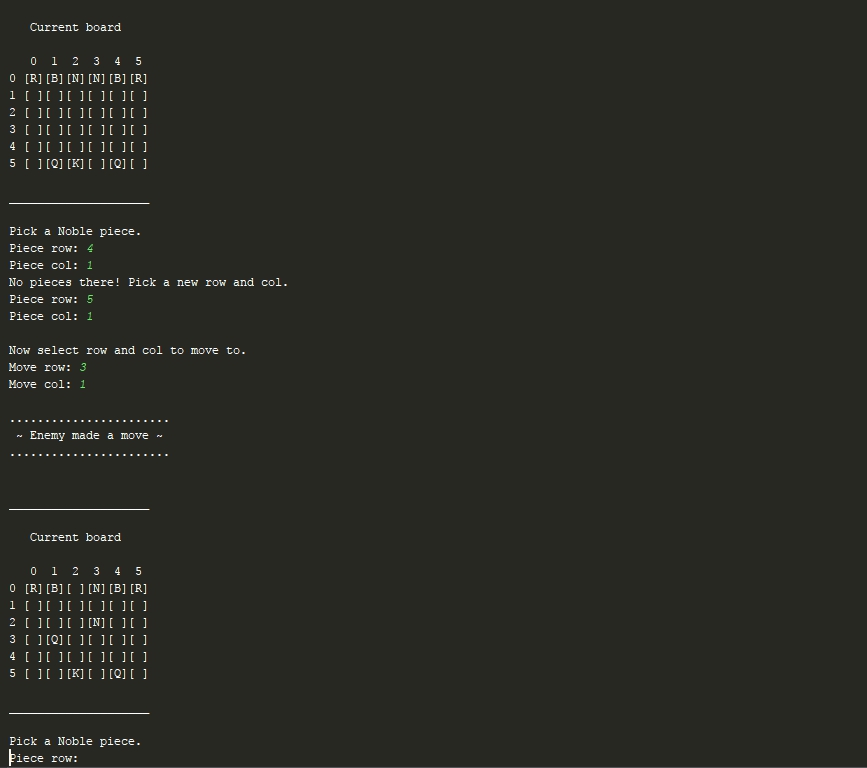 Current board
0 1 2 3 4 5
0 [R][B][N][N][B][R]
1 [ ][ ][ ][ ][ ][ ]
2 [ ][ ][ ][ ][ ][ ]
3 [ ][ ][ ][ ][ ][ ]
4 [ ][ ][ ][ ][ ][ ]
5 [ ][Q][K][ ][Q][ ]
____________________
Pick a Noble piece.
Piece row: 4
Piece col: 1
No pieces there! Pick a new row and col.
Piece row: 5
Piece col: 1
Now select row and col to move to.
Move row: 3
Move col: 1
.......................
~ Enemy made a move ~
.......................
____________________
Current board
0 1 2 3 4 5
0 [R][B][ ][N][B][R]
1 [ ][ ][ ][ ][ ][ ]
2 [ ][ ][ ][N][ ][ ]
3 [ ][Q][ ][ ][ ][ ]
4 [ ][ ][ ][ ][ ][ ]
5 [ ][ ][K][ ][Q][ ]
____________________
Pick a Noble piece.
Piece row: